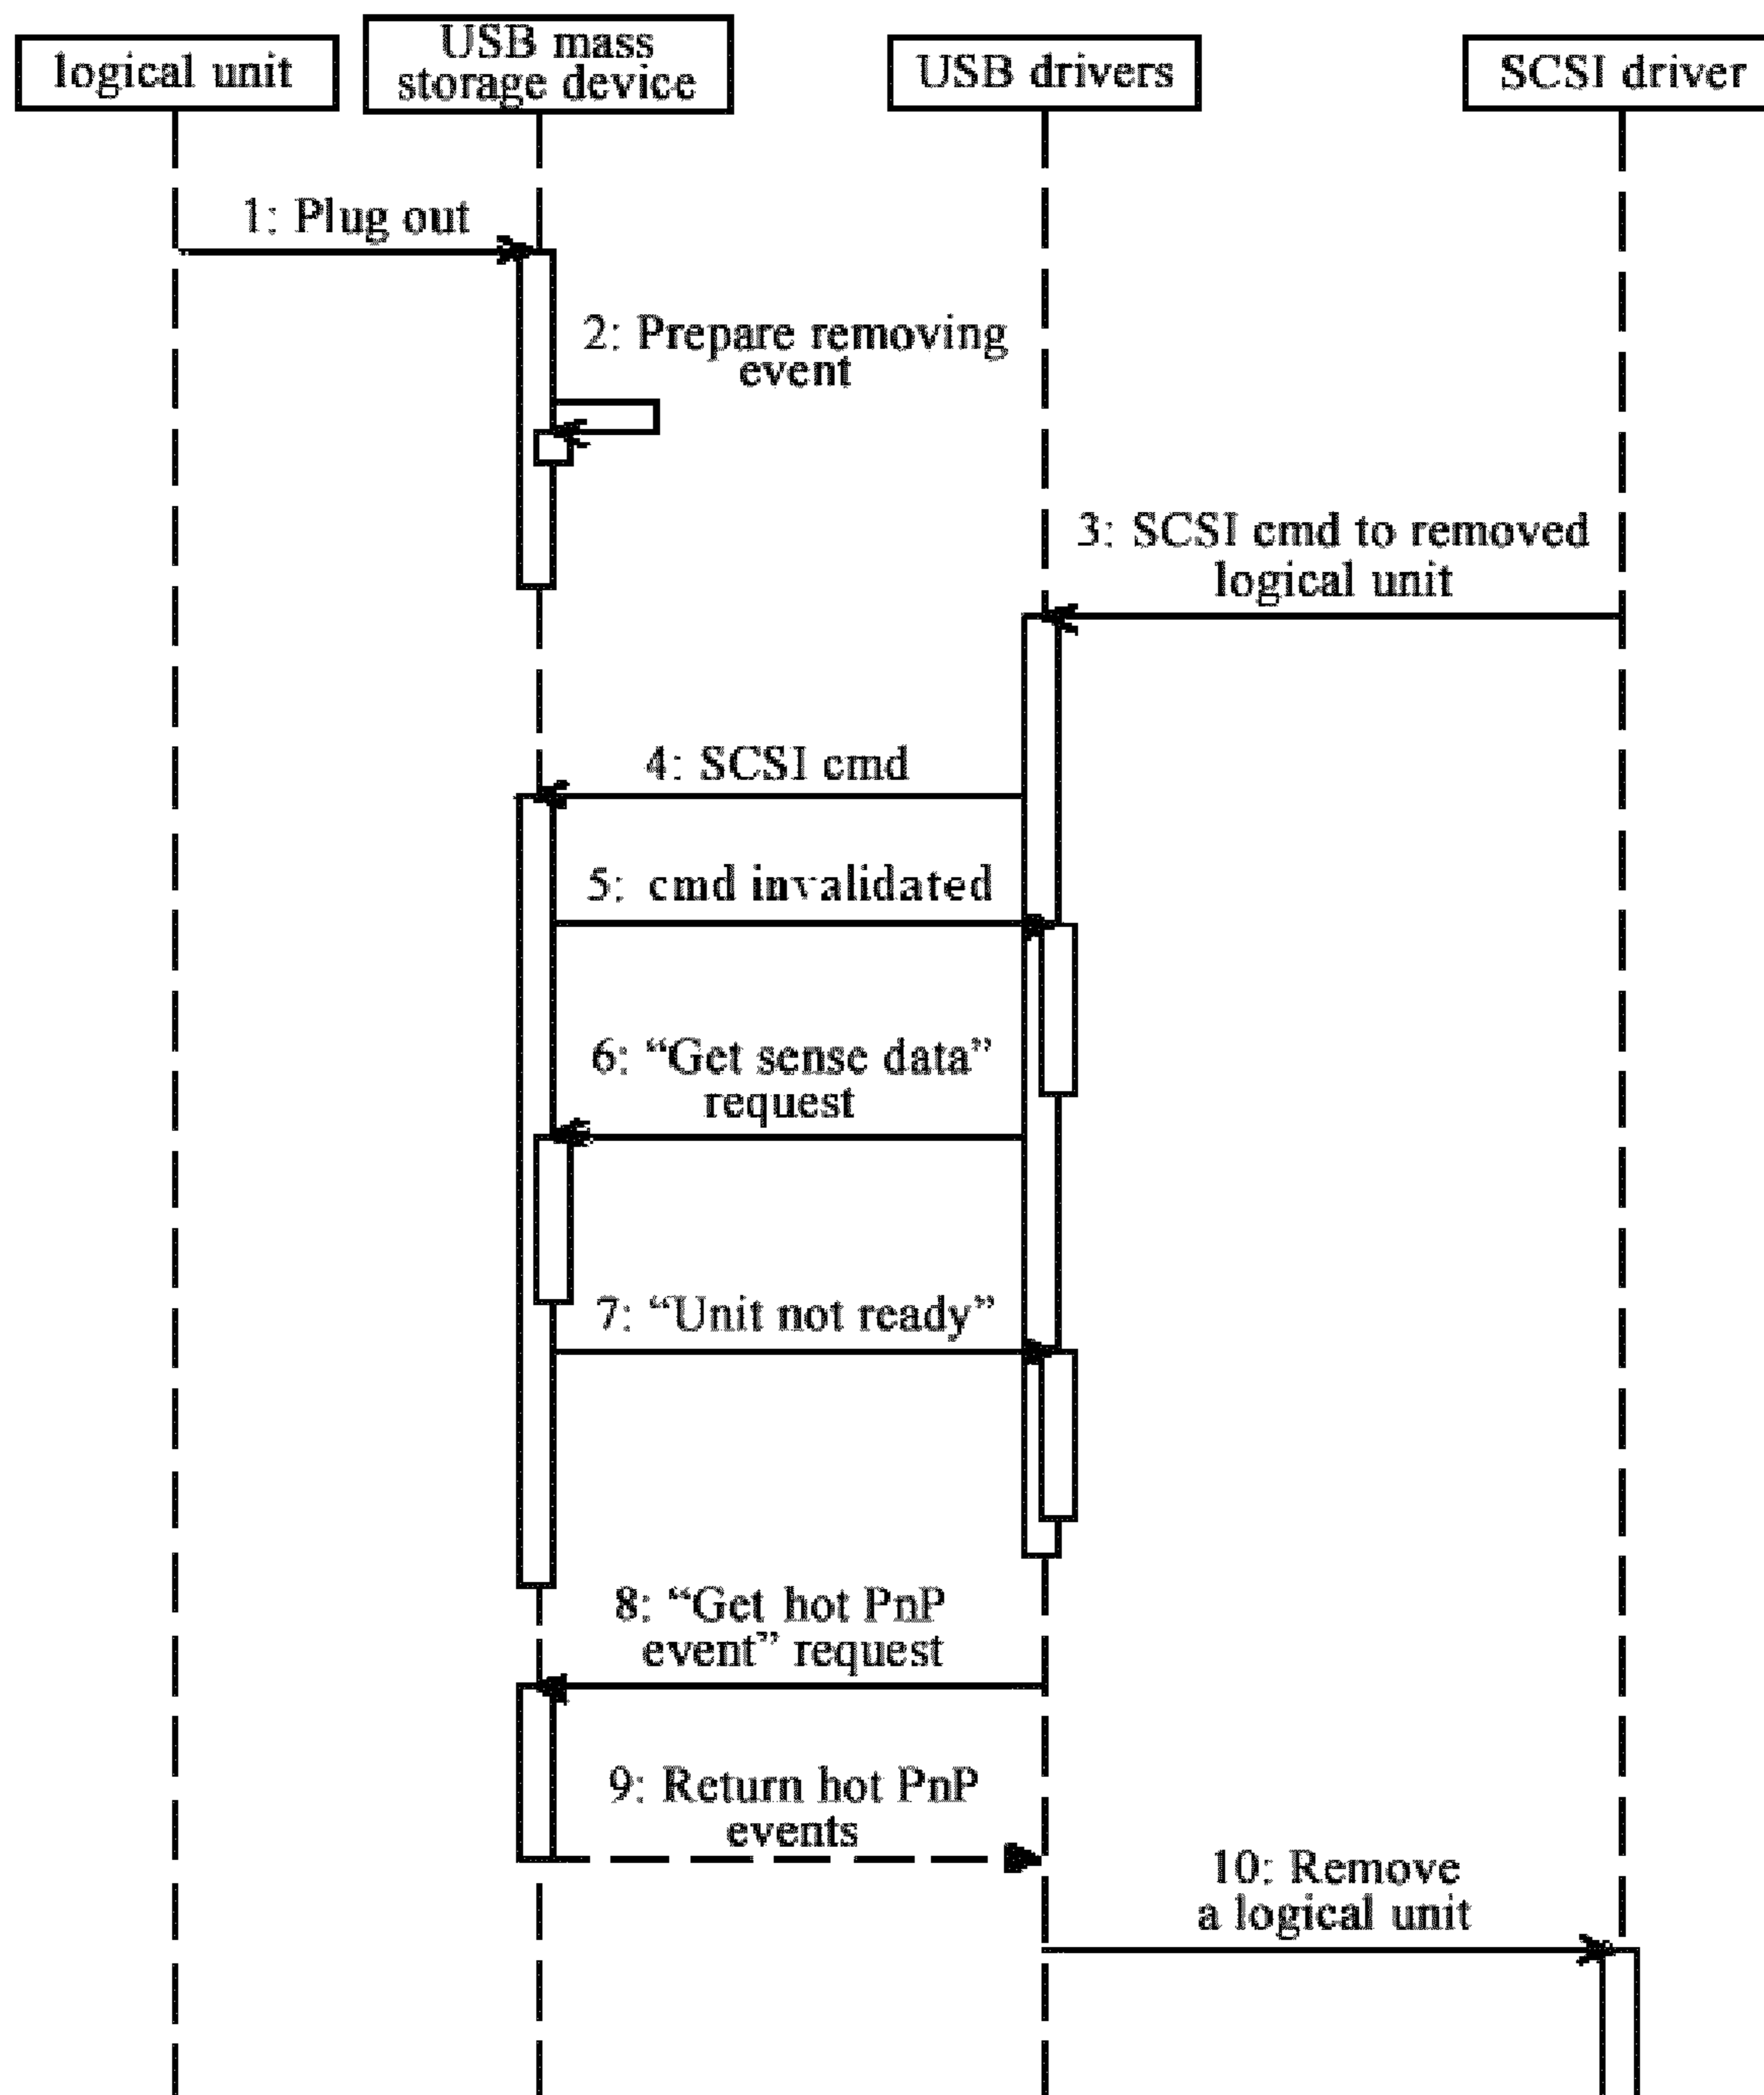 logical unit
USB mass
storage device
USB drivers
SCSI driver
1: Plug out
2: Prepare removing
event
3: SCSI cmd to removed
logical unit
4: SCSI cmd
5: cmd invalidated
6: “Get sense data”
request
7: “Unit not ready”
8: “Get hot PnP
event” request
9: Return hot PnP
events
10: Remove
a logical unit